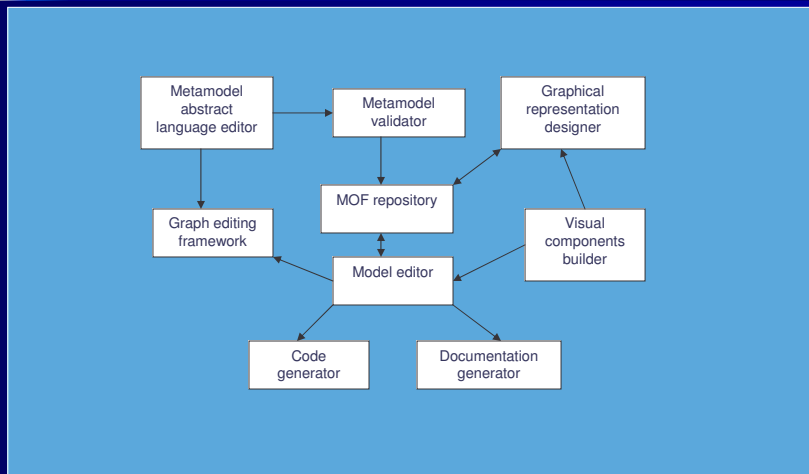 Metamodel
abstract
language editor
Metamodel
validator
Graphical
representation
designer
MOF repository
Graph editing
framework
Visual
components
builder
Model editor
Code
generator
Documentation
generator